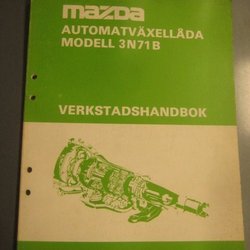 mazda
AUTOMATVÄXELLÅDA
MODELL 3N71B
VERKSTADSHANDBOK